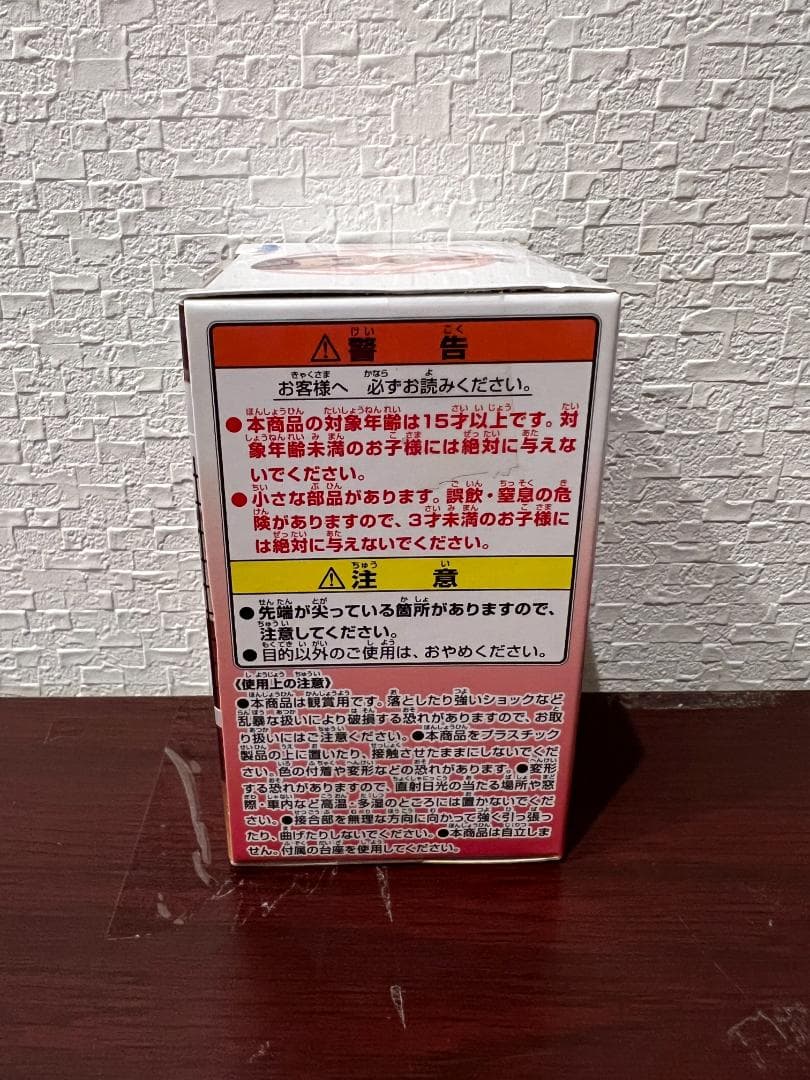 ⚠警告
お客様へ 必ずお読みください。
●本商品の対象年齢は15才以上です。対
象年齢未満のお子様には絶対に与えな
いでください。
●小さな部品があります。誤飲・窒息の危
険がありますので、3才未満のお子様に
は絶対に与えないでください。
⚠注意
●先端が尖っている箇所がありますので、
注意してください。
●目的以外のご使用は、おやめください。
〈使用上の注意〉
●本商品は観賞用です。落としたり強いショックなど
乱暴な扱いにより破損する恐れがありますので、お取
り扱いにはご注意ください。●本商品をプラスチック
製品の上に置いたり、接触させたままにしないでくだ
さい。色の付着や変形などの恐れがあります。●変形
する恐れがありますので、直射日光の当たる場所や窓
際・車内など高温・多湿のところには置かないでくだ
さい。●接合部を無理な方向に向かって強く引っ張っ
たり、曲げたりしないでください。●本商品は自立しま
せん。付属の台座を使用してください。